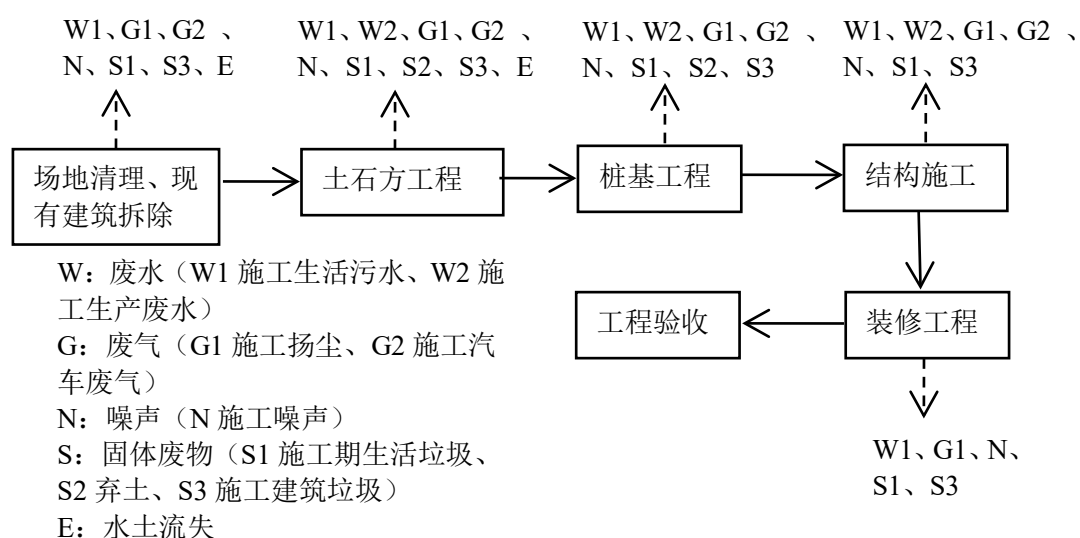 W1、G1、G2 、
N、S1、S3、E
W1、W2、G1、G2 、
N、S1、S2、S3、E
W1、W2、G1、G2 、
N、S1、S2、S3
W1、W2、G1、G2 、
N、S1、S3
场地清理、现
有建筑拆除
土石方工程
桩基工程
结构施工
装修工程
工程验收
W1、G1、N、
S1、S3
W：废水（W1 施工生活污水、W2 施
工生产废水）
G：废气（G1 施工扬尘、G2 施工汽
车废气）
N：噪声（N 施工噪声）
S：固体废物（S1 施工期生活垃圾、
S2 弃土、S3 施工建筑垃圾）
E：水土流失